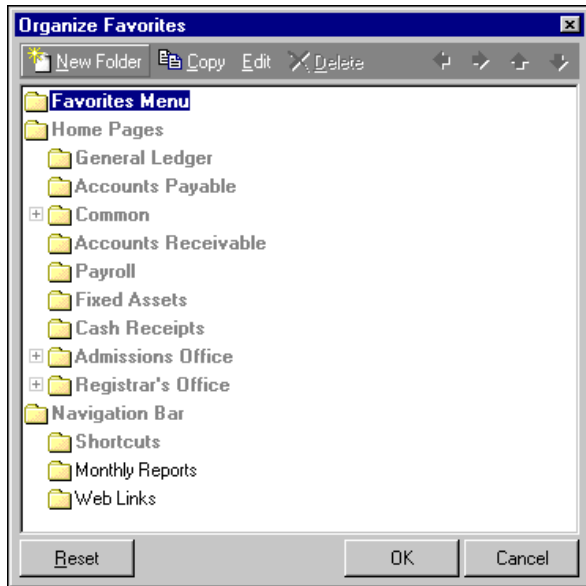 Organize Favorites
New Folder Copy Edit Delete
Favorites Menu
Home Pages
General Ledger
Accounts Payable
Common
Accounts Receivable
Payroll
Fixed Assets
Cash Receipts
Admissions Office
Registrar's Office
Navigation Bar
Shortcuts
Monthly Reports
Web Links
Reset OK Cancel